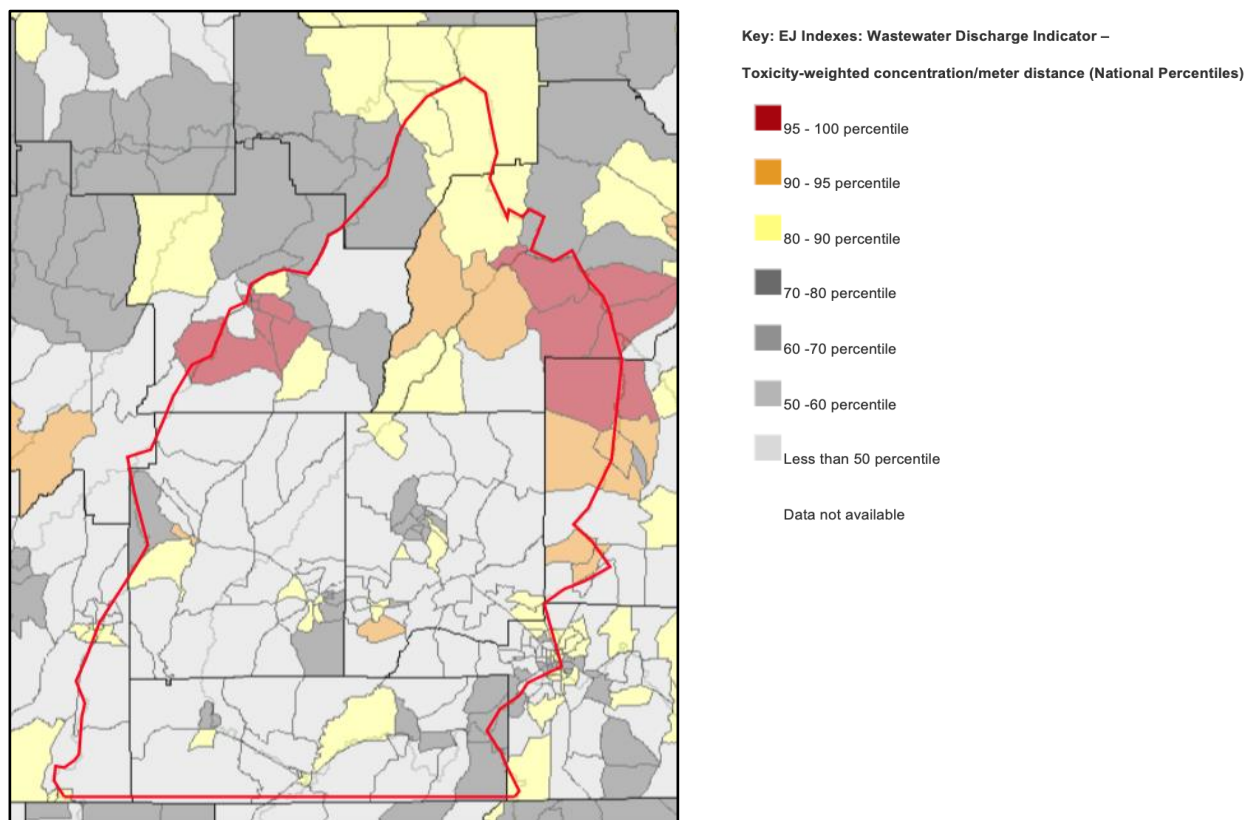 Key: EJ Indexes: Wastewater Discharge Indicator –
Toxicity-weighted concentration/meter distance (National Percentiles)
95 - 100 percentile
90 - 95 percentile
80 - 90 percentile
70 -80 percentile
60 -70 percentile
50 -60 percentile
Less than 50 percentile
Data not available